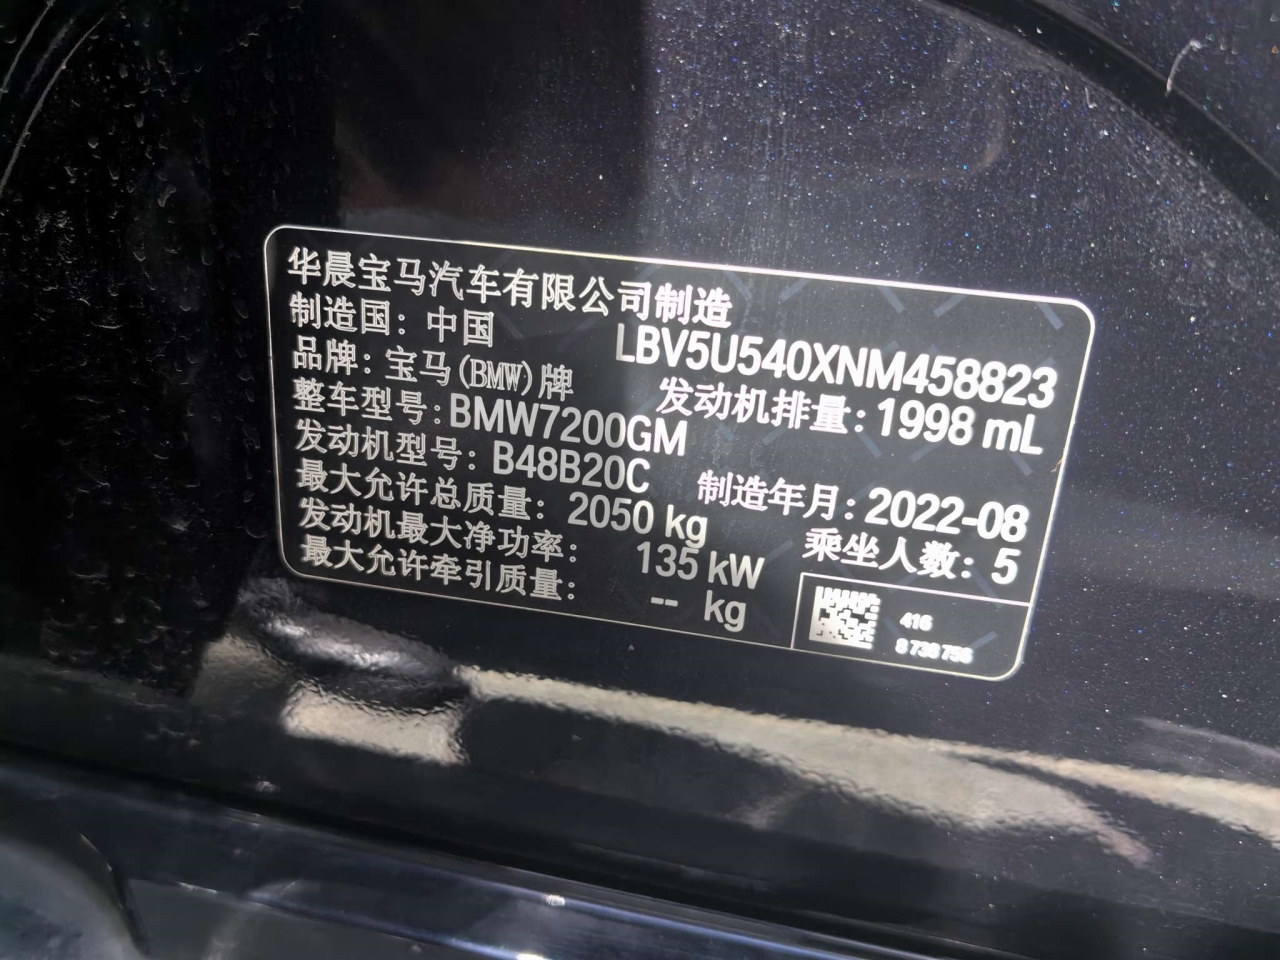 华晨宝马汽车有限公司制造
制造国：中国
LBV5U540XNM458823
品牌：宝马(BMW)牌
发动机排量：1998 mL
整车型号：BMW7200GM
发动机型号：B48B20C
制造年月：2022-08
最大允许总质量：2050 kg
乘坐人数：5
发动机最大净功率：135 kW
最大允许牵引质量：-- kg
416
8 738 756